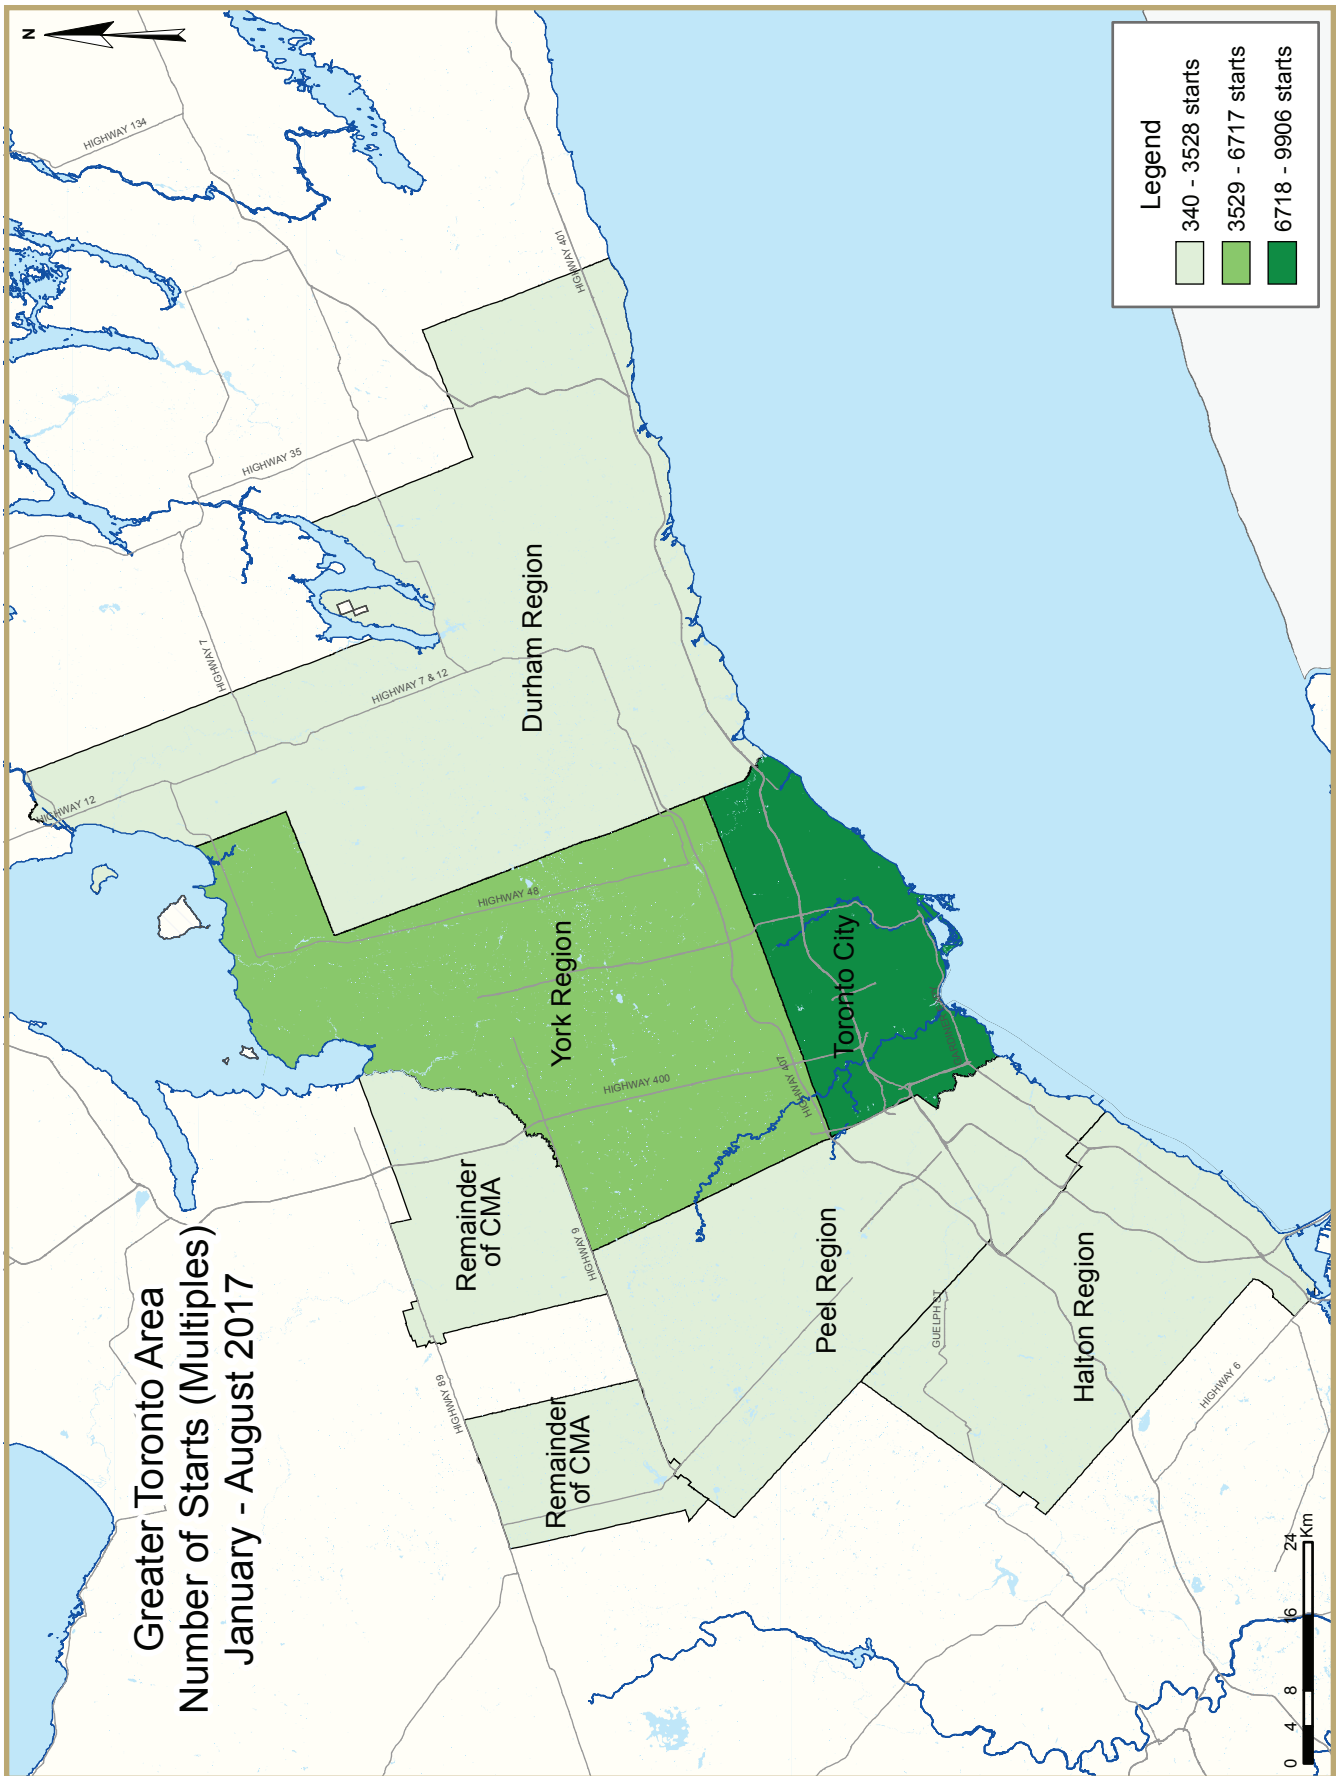 Greater Toronto Area
Number of Starts (Multiples)
January - August 2017
N
Legend
340 - 3528 starts
3529 - 6717 starts
6718 - 9906 starts
HIGHWAY 134
HIGHWAY 401
HIGHWAY 35
HIGHWAY 7
HIGHWAY 7 & 12
HIGHWAY 12
Durham Region
HIGHWAY 48
York Region
HIGHWAY 400
HIGHWAY 407
Toronto City
Remainder
of CMA
HIGHWAY 9
HIGHWAY 89
Remainder
of CMA
Peel Region
GUELPH ST
Halton Region
HIGHWAY 6
0 4 8 16 24
Km